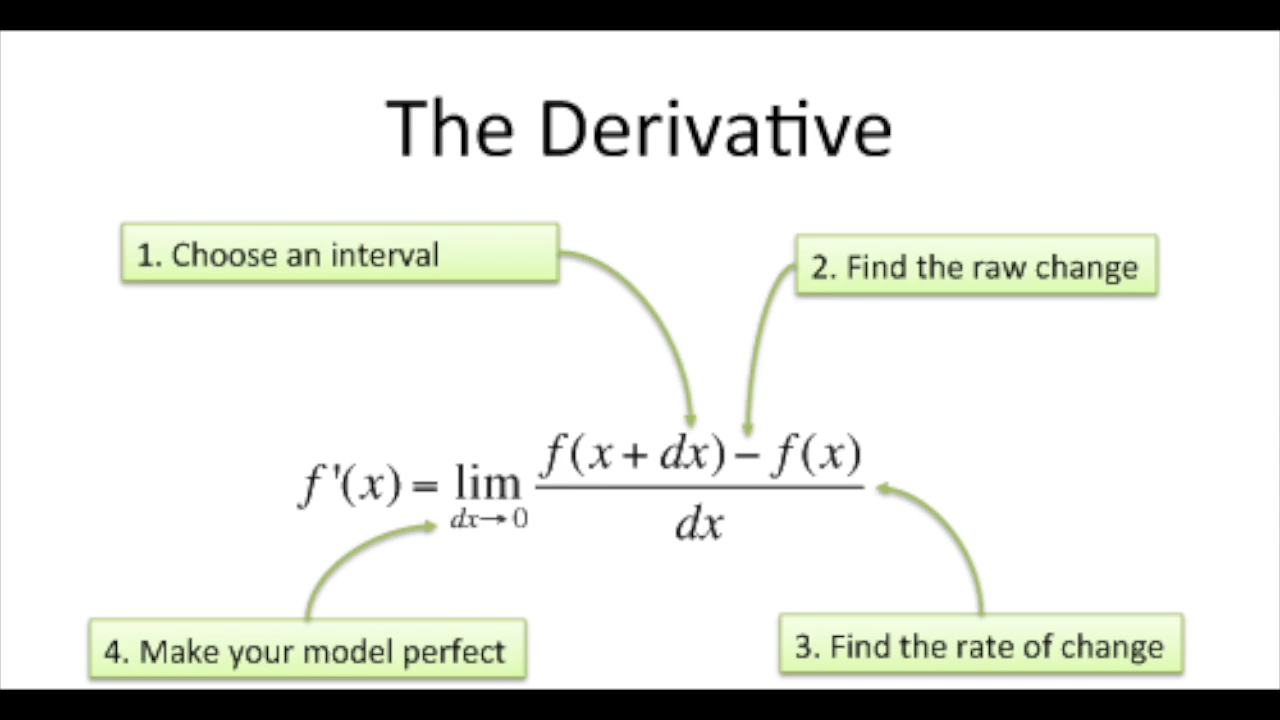 The Derivative
1. Choose an interval
2. Find the raw change
f'(x) = lim dx→0 f(x + dx) − f(x) / dx
4. Make your model perfect
3. Find the rate of change